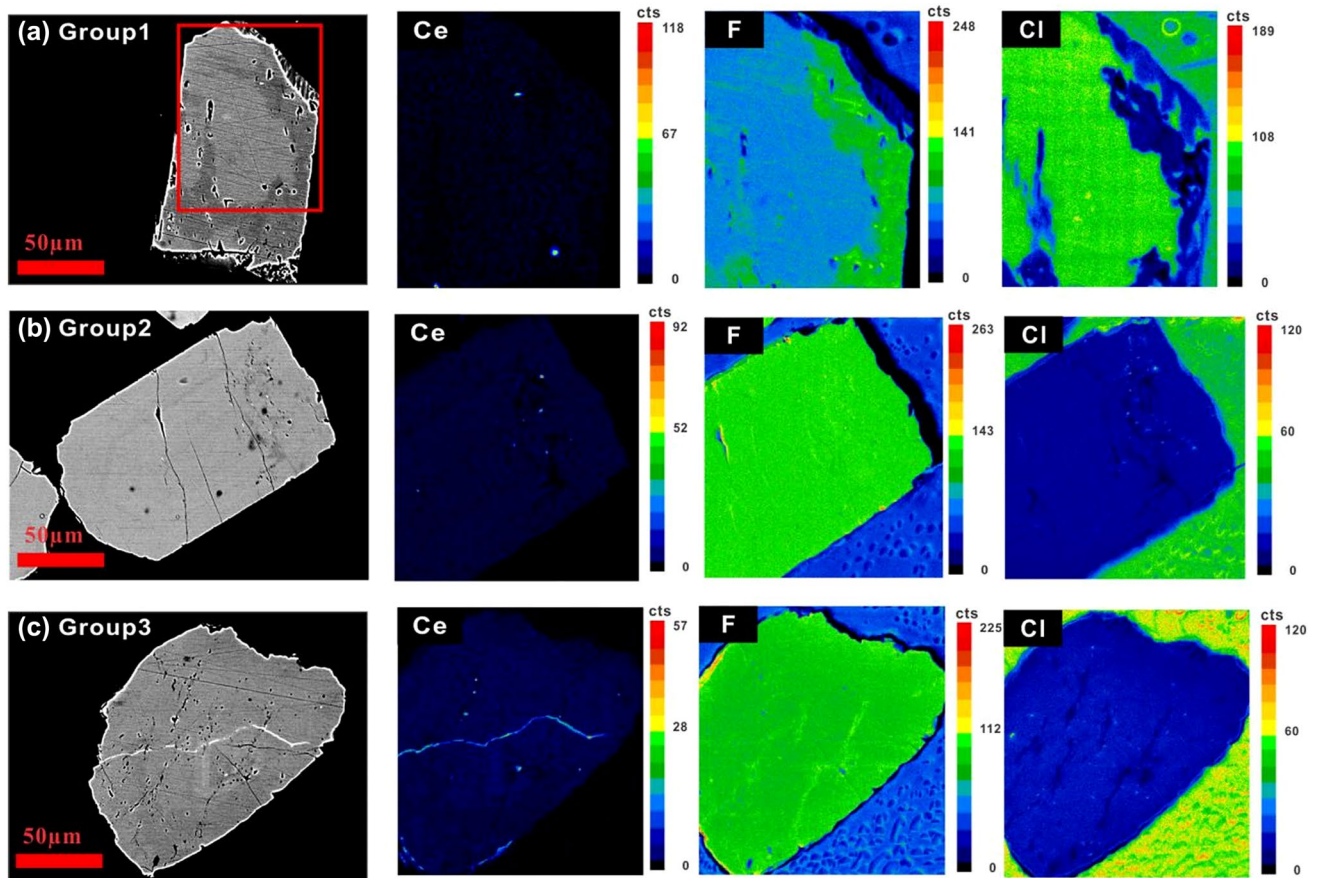 (a) Group1
50μm
Ce
cts
118
67
0
F
cts
248
141
0
Cl
cts
189
108
0
(b) Group2
50μm
Ce
cts
92
52
0
F
cts
263
143
0
Cl
cts
120
60
0
(c) Group3
50μm
Ce
cts
57
28
0
F
cts
225
112
0
Cl
cts
120
60
0